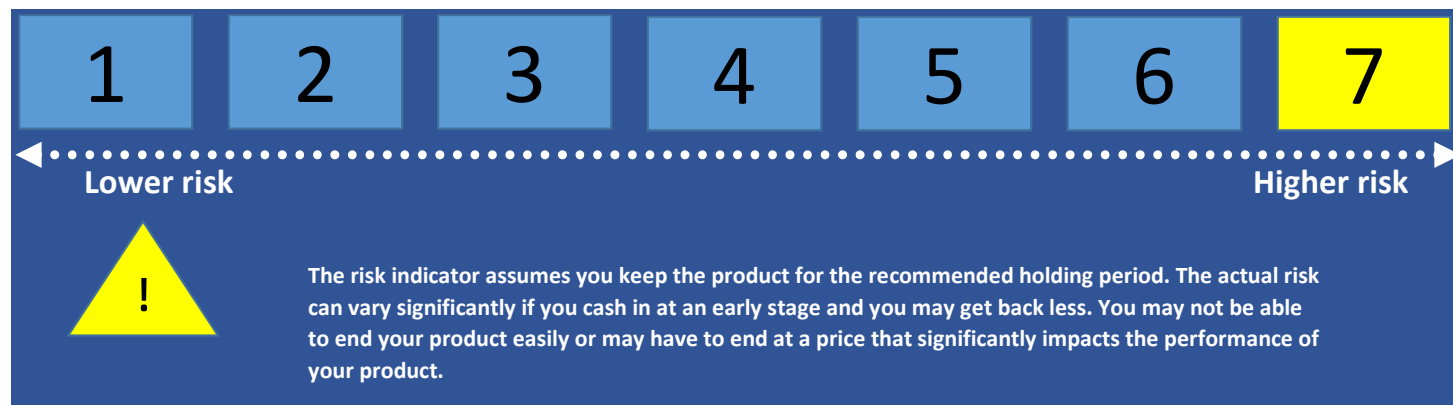 1 2 3 4 5 6 7
Lower risk Higher risk
!
The risk indicator assumes you keep the product for the recommended holding period. The actual risk
can vary significantly if you cash in at an early stage and you may get back less. You may not be able
to end your product easily or may have to end at a price that significantly impacts the performance of
your product.